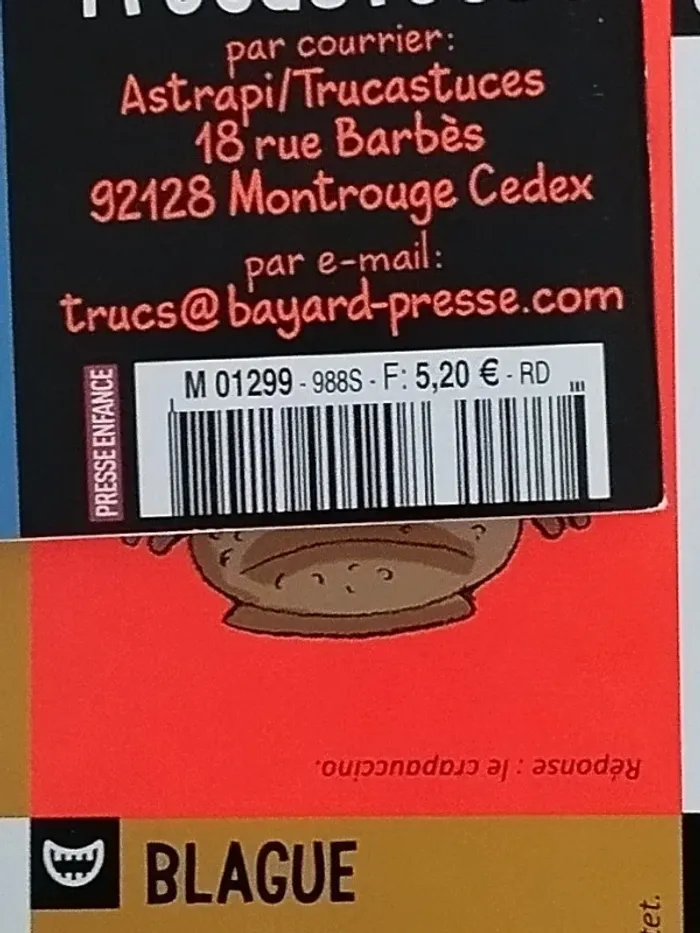 par courrier:
Astrapi/Trucastuces
18 rue Barbès
92128 Montrouge Cedex
par e-mail:
trucs@bayard-presse.com
PRESSE ENFANCE
M 01299 - 988S - F: 5,20 € - RD
Réponse : le crapauccino.
BLAGUE